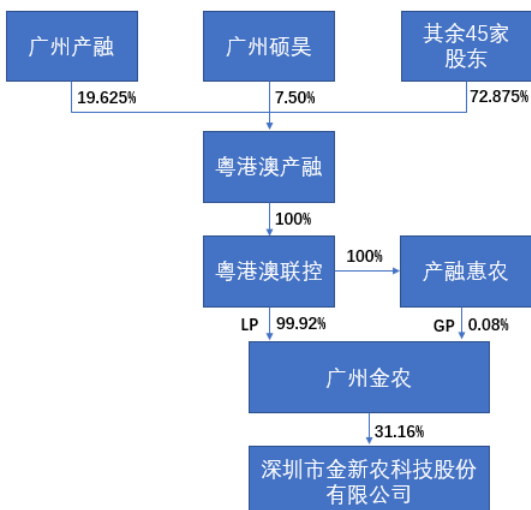 广州产融
广州硕昊
其余45家
股东
19.625%
7.50%
72.875%
粤港澳产融
100%
粤港澳联控
100%
产融惠农
LP 99.92%
GP 0.08%
广州金农
31.16%
深圳市金新农科技股份
有限公司